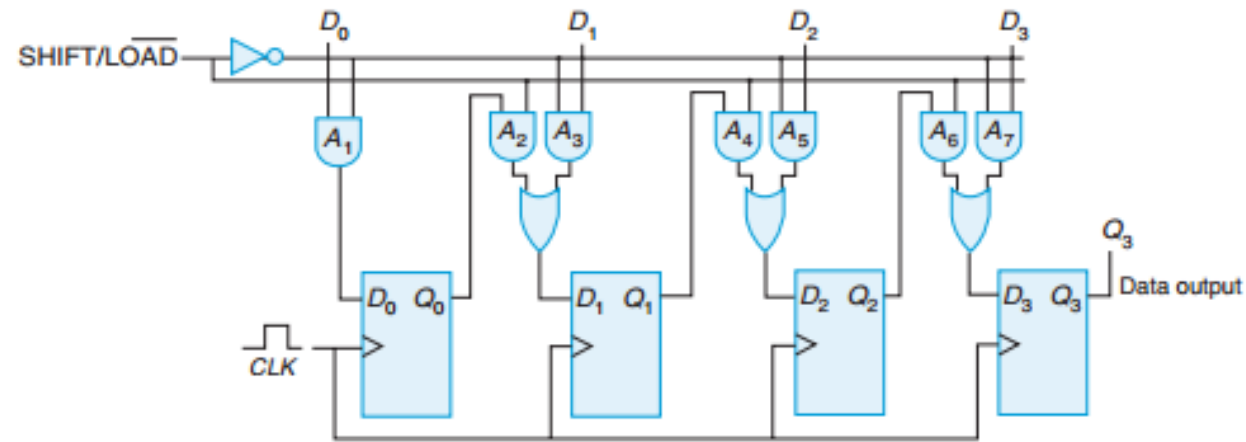 D₀ D₁ D₂ D₃
SHIFT/LO̅A̅D̅
A₁ A₂ A₃ A₄ A₅ A₆ A₇
Q₃
D₀ Q₀ D₁ Q₁ D₂ Q₂ D₃ Q₃ Data output
CLK